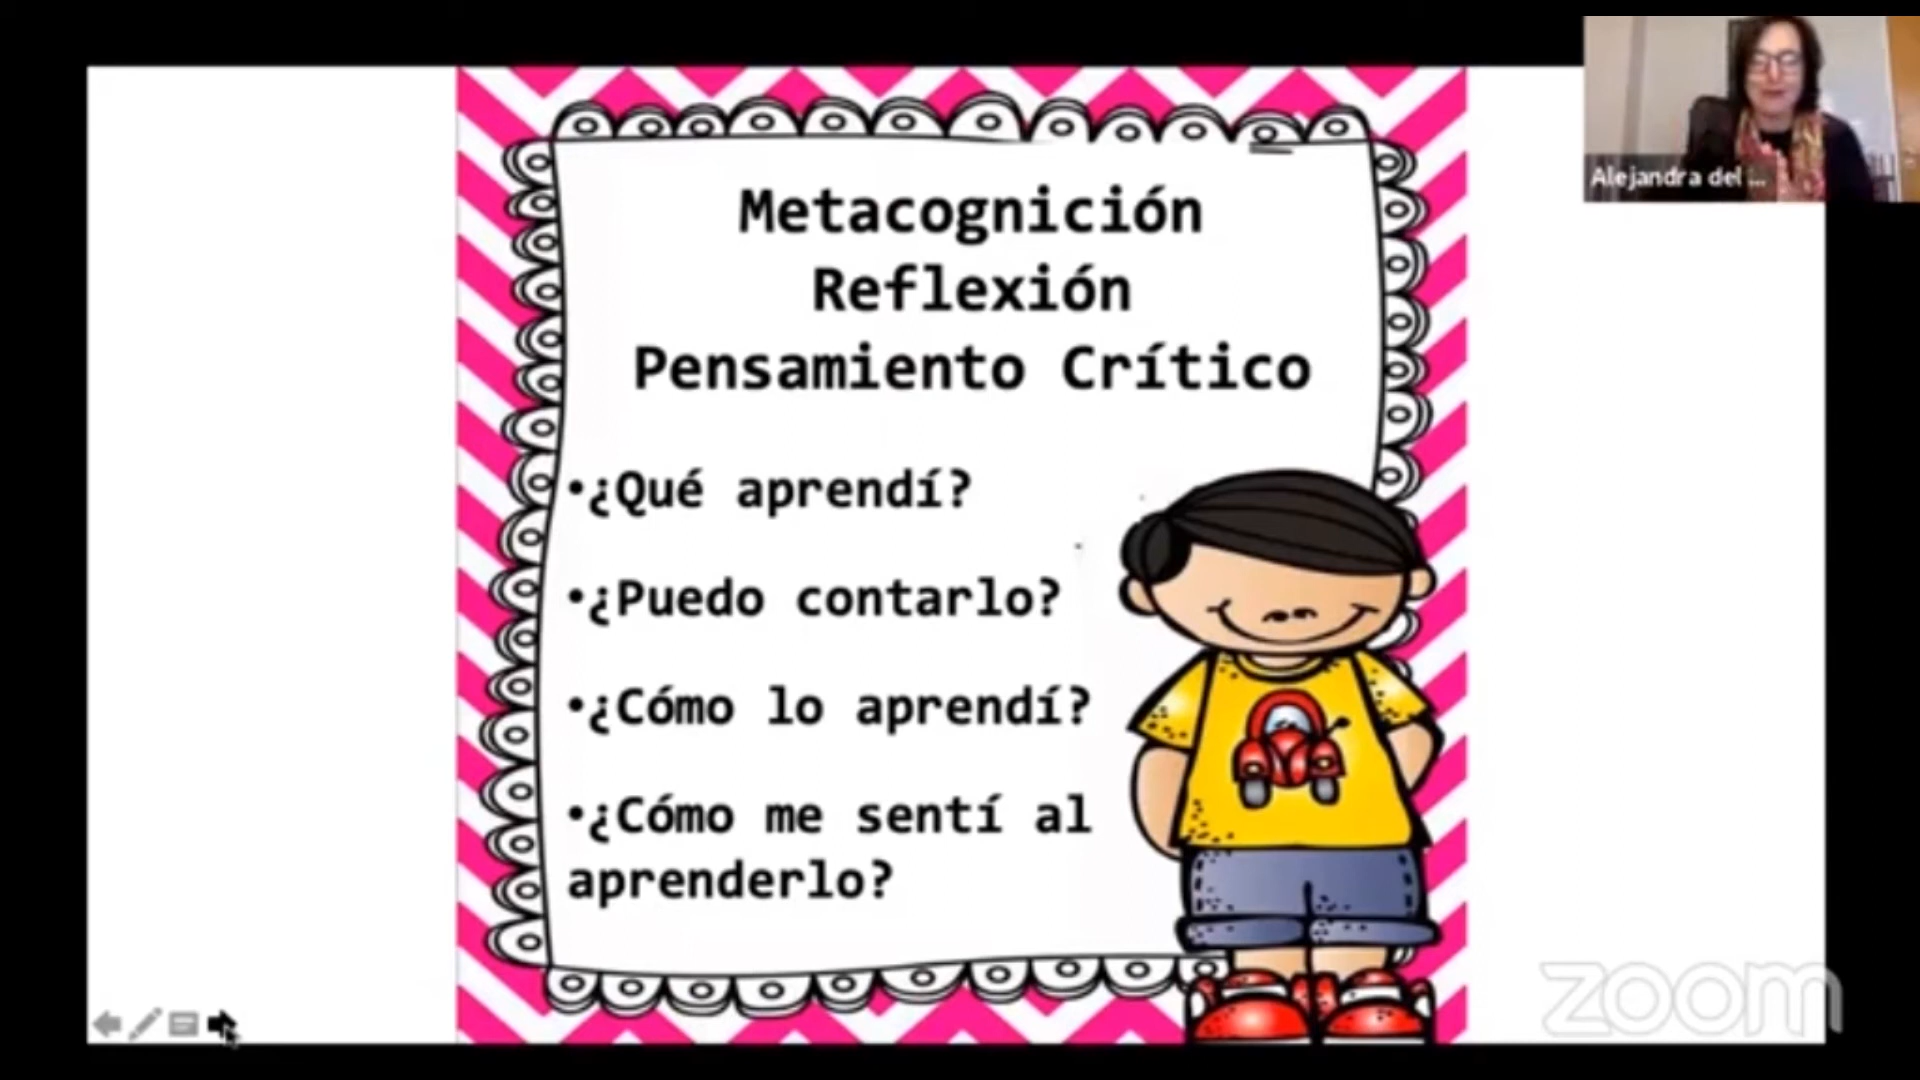 Metacognición
Reflexión
Pensamiento Crítico
•¿Qué aprendí?
•¿Puedo contarlo?
•¿Cómo lo aprendí?
•¿Cómo me sentí al
aprenderlo?
Alejandra del ...
zoom